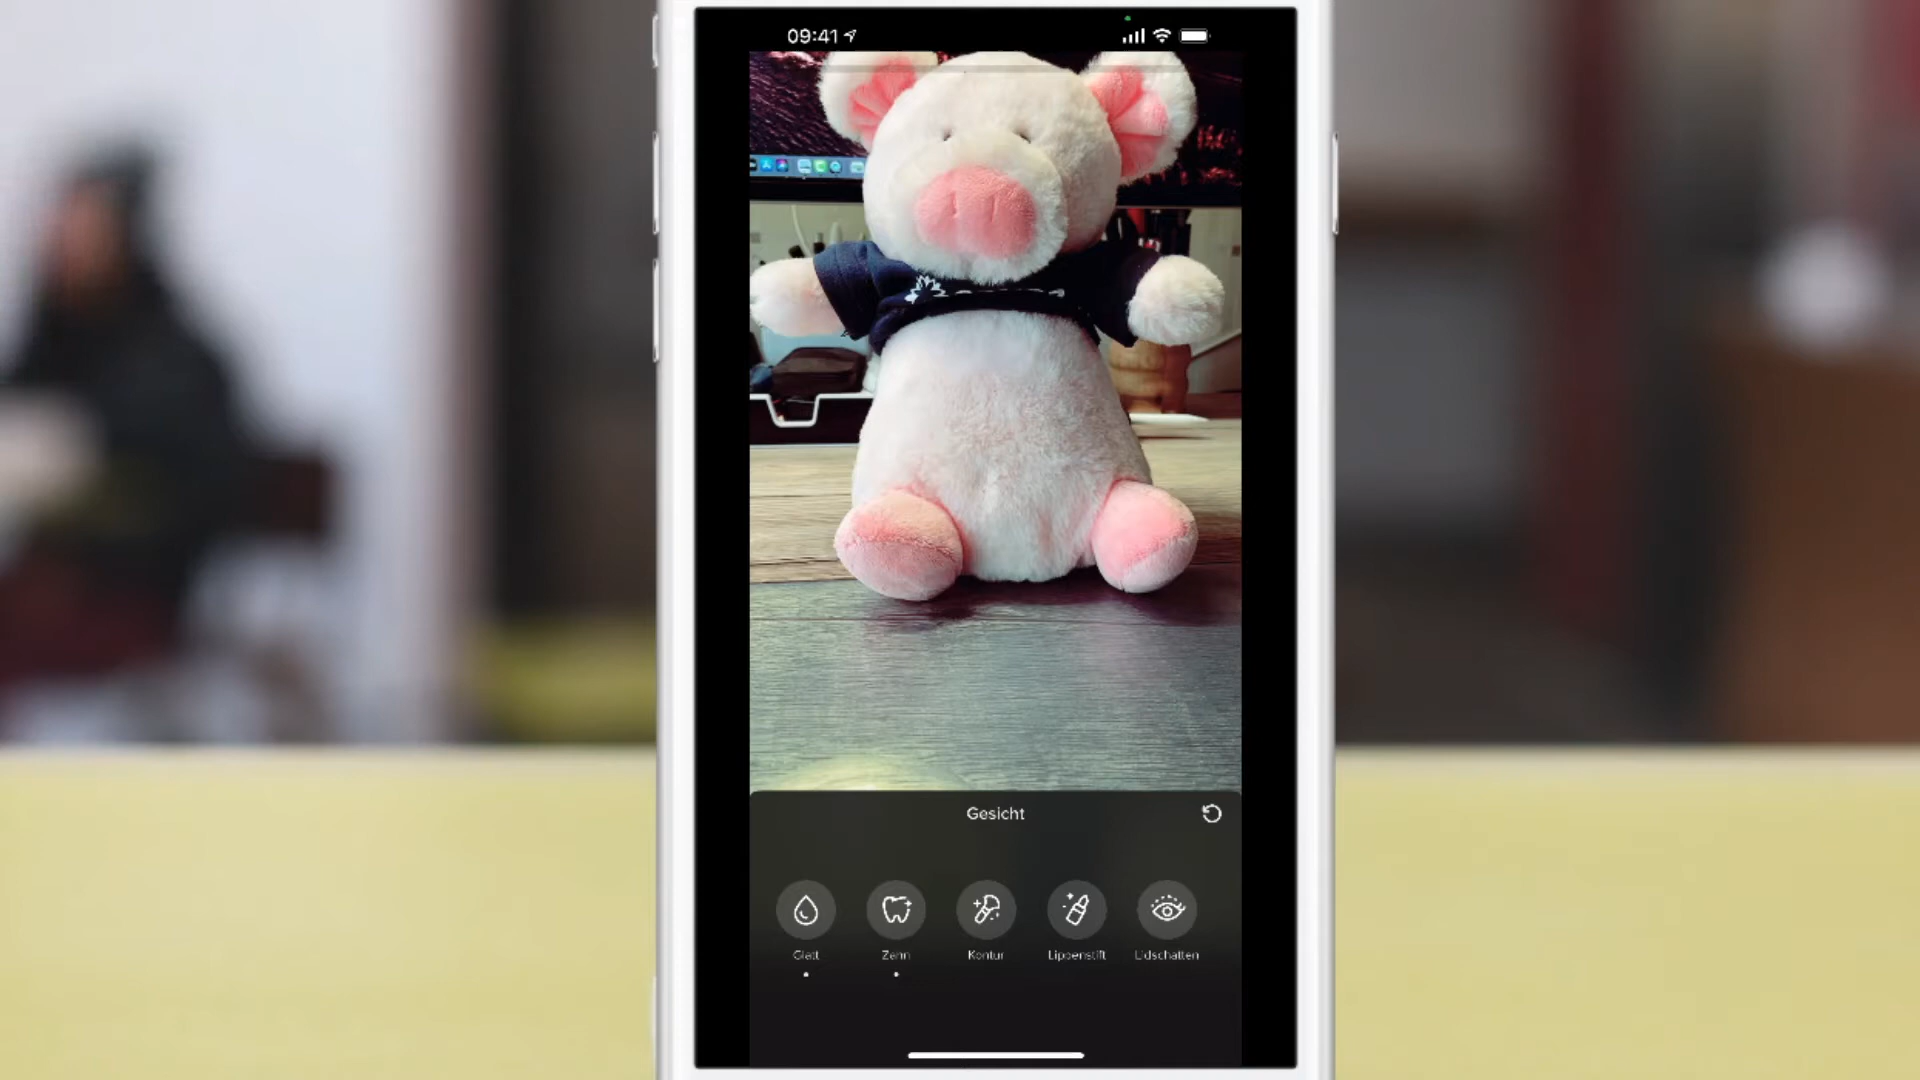 09:41
Gesicht
Glatt
Zahn
Kontur
Lippenstift
Lidschatten